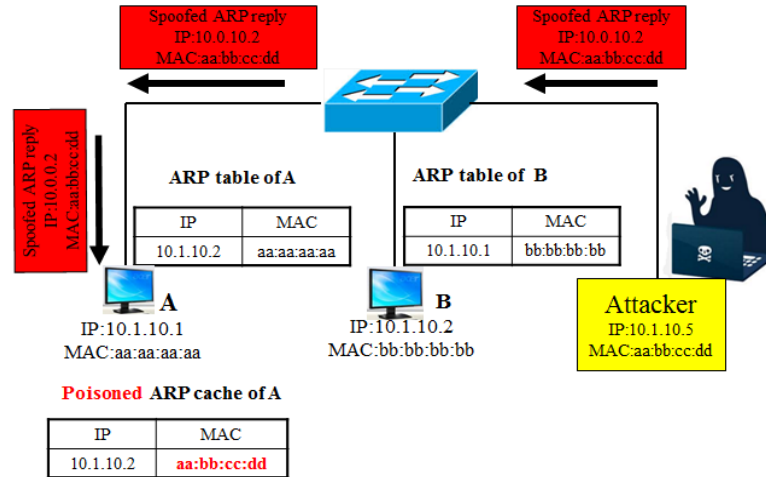 Spoofed ARP reply
IP:10.0.10.2
MAC:aa:bb:cc:dd
Spoofed ARP reply
IP:10.0.10.2
MAC:aa:bb:cc:dd
Spoofed ARP reply
IP:10.0.0.2
MAC:aa:bb:cc:dd
ARP table of A
IP MAC
10.1.10.2 aa:aa:aa:aa
ARP table of B
IP MAC
10.1.10.1 bb:bb:bb:bb
A
IP:10.1.10.1
MAC:aa:aa:aa:aa
B
IP:10.1.10.2
MAC:bb:bb:bb:bb
Attacker
IP:10.1.10.5
MAC:aa:bb:cc:dd
Poisoned ARP cache of A
IP MAC
10.1.10.2 aa:bb:cc:dd